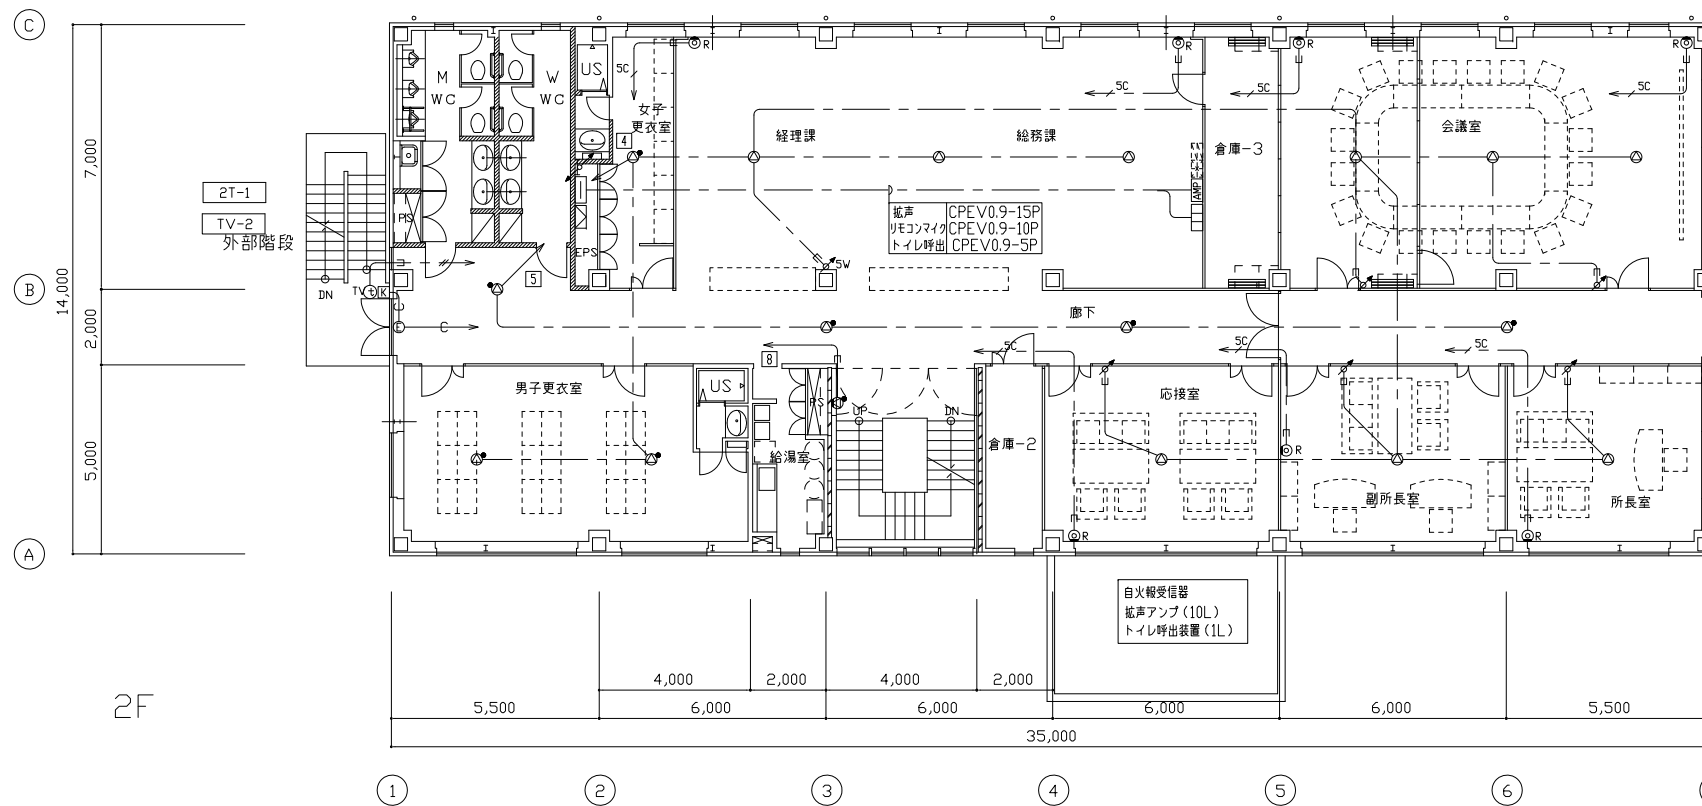 C
B
A
7,000
2,000
5,000
14,000
2T-1
TV-2
外部階段
DN
M
WC
W
WC
US
5C
R
女子
更衣室
4
経理課
総務課
5C
R
倉庫-3
5C
R
会議室
5C
R
PS
EPS
AMP
拡声 CPEV0.9-15P
リモコンマイク CPEV0.9-10P
トイレ呼出 CPEV0.9-5P
5W
5
TV
t
K
C
C
廊下
8
5C
5C
5C
男子更衣室
US
PS
UP
DN
給湯室
倉庫-2
応接室
R
副所長室
所長室
R
R
自火報受信器
拡声アンプ(10L)
トイレ呼出装置(1L)
2F
4,000
2,000
4,000
2,000
5,500
6,000
6,000
6,000
6,000
5,500
35,000
1
2
3
4
5
6